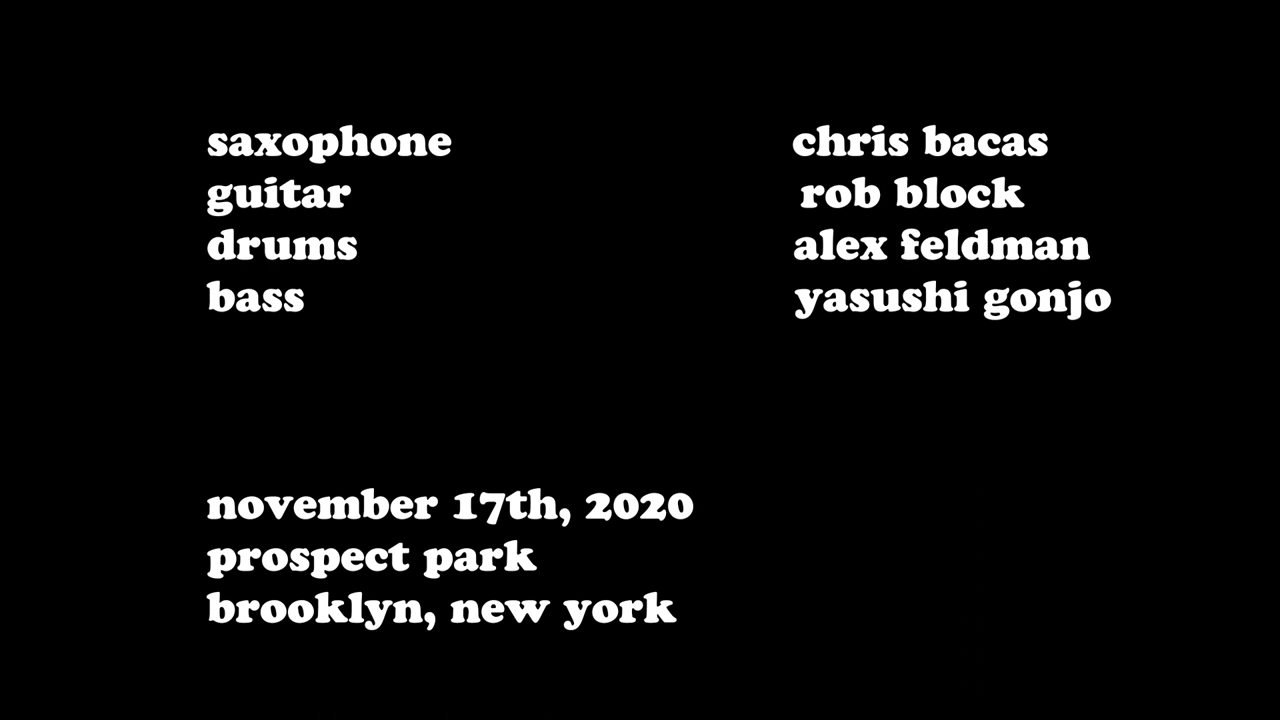 saxophone chris bacas
guitar rob block
drums alex feldman
bass yasushi gonjo
november 17th, 2020
prospect park
brooklyn, new york